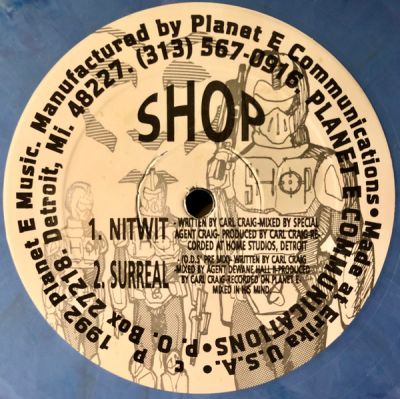 1992 Planet E Music. Manufactured by Planet E Communications • Made at Erika U.S.A. • c P
P.O. Box 27218 • Detroit, Mi. 48227. (313) 567-0916 PLANET E COMMUNICATIONS •
SHOP
SHOP
1. NITWIT - WRITTEN BY CARL CRAIG-MIXED BY SPECIAL
AGENT CRAIG- PRODUCED BY CARL CRAIG-RE-
CORDED AT HOME STUDIOS, DETROIT
2. SURREAL - ('O.D.S' PRE MIX)- WRITTEN BY CARL CRAIG
-MIXED BY AGENT DEWANE HALL II-PRODUCED
BY CARL CRAIG-RECORDED ON PLANET E-
MIXED IN HIS MIND.